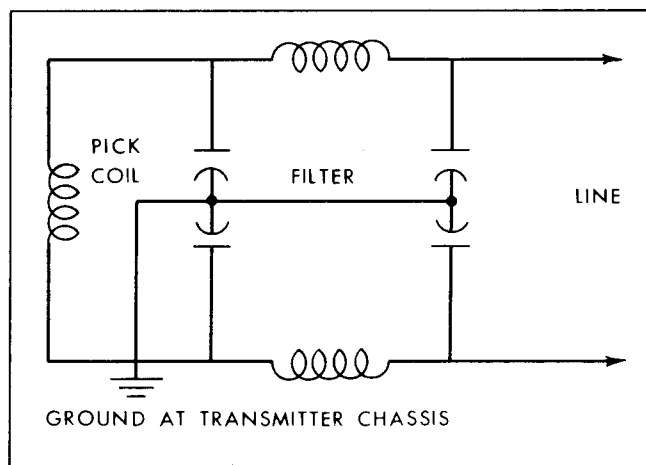 PICK
COIL
FILTER
LINE
GROUND AT TRANSMITTER CHASSIS